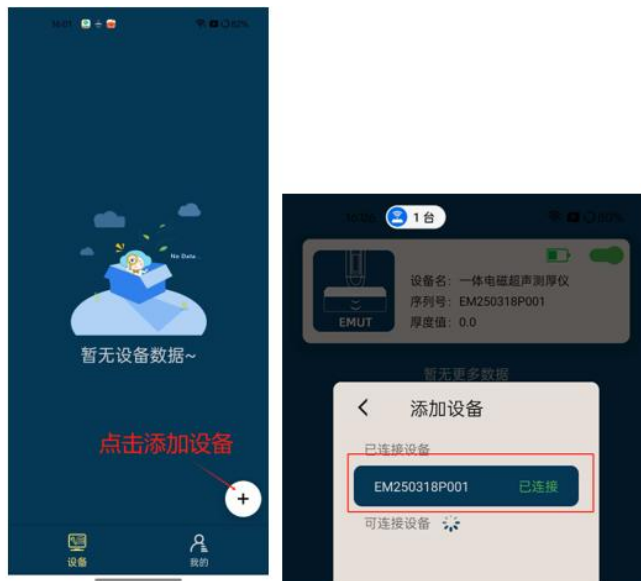 16:01
No Data...
暂无设备数据~
点击添加设备
+
设备
我的
1 台
设备名：一体电磁超声测厚仪
序列号：EM250318P001
EMUT
厚度值：0.0
暂无更多数据
添加设备
已连接设备
EM250318P001
已连接
可连接设备